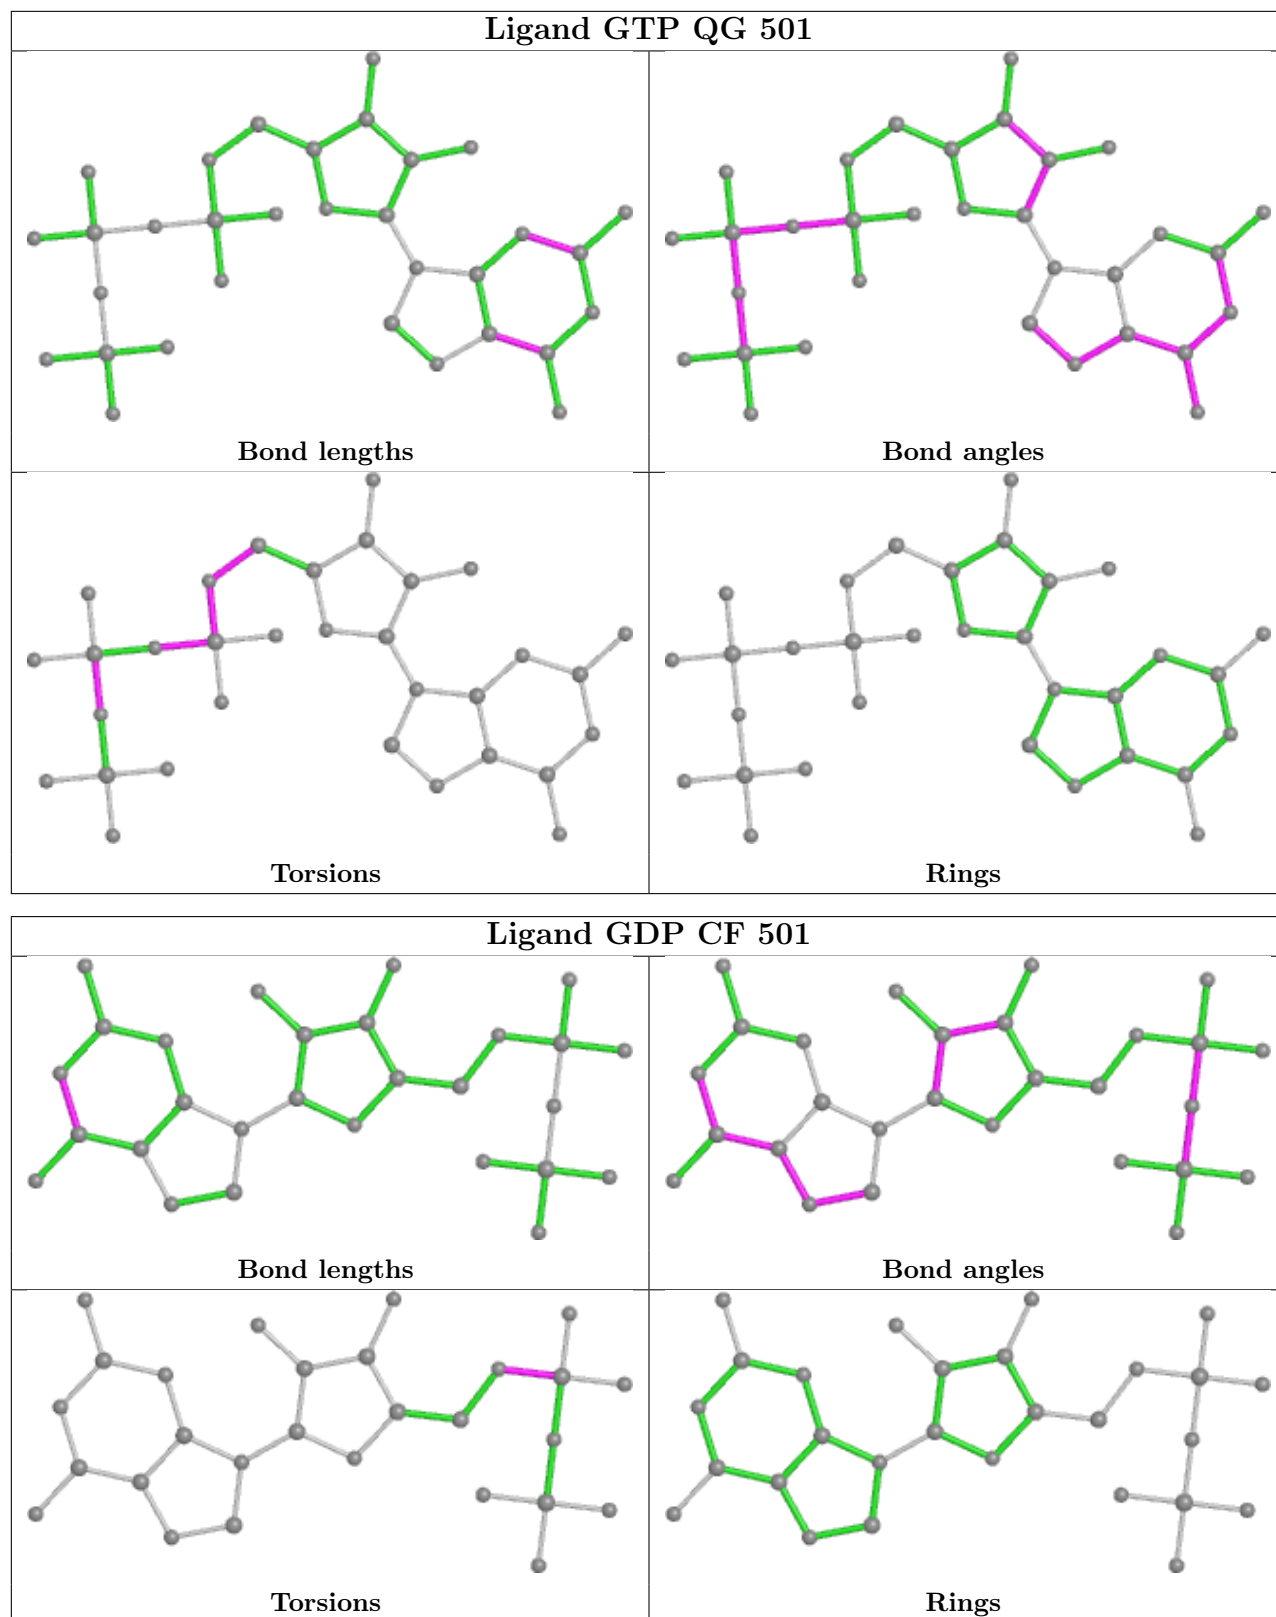 Ligand GTP QG 501
Bond lengths
Bond angles
Torsions
Rings
Ligand GDP CF 501
Bond lengths
Bond angles
Torsions
Rings